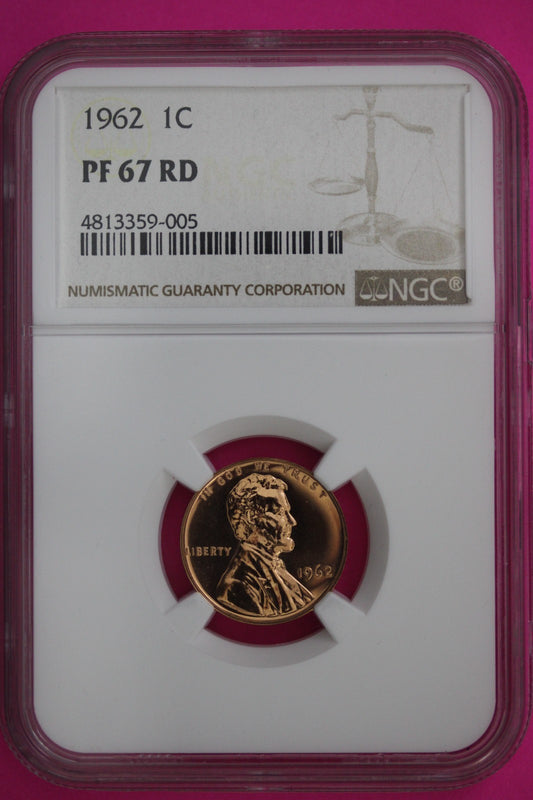 1962 1C
PF 67 RD
4813359-005
NUMISMATIC GUARANTY CORPORATION
NGC®
IN GOD WE TRUST
LIBERTY
1962